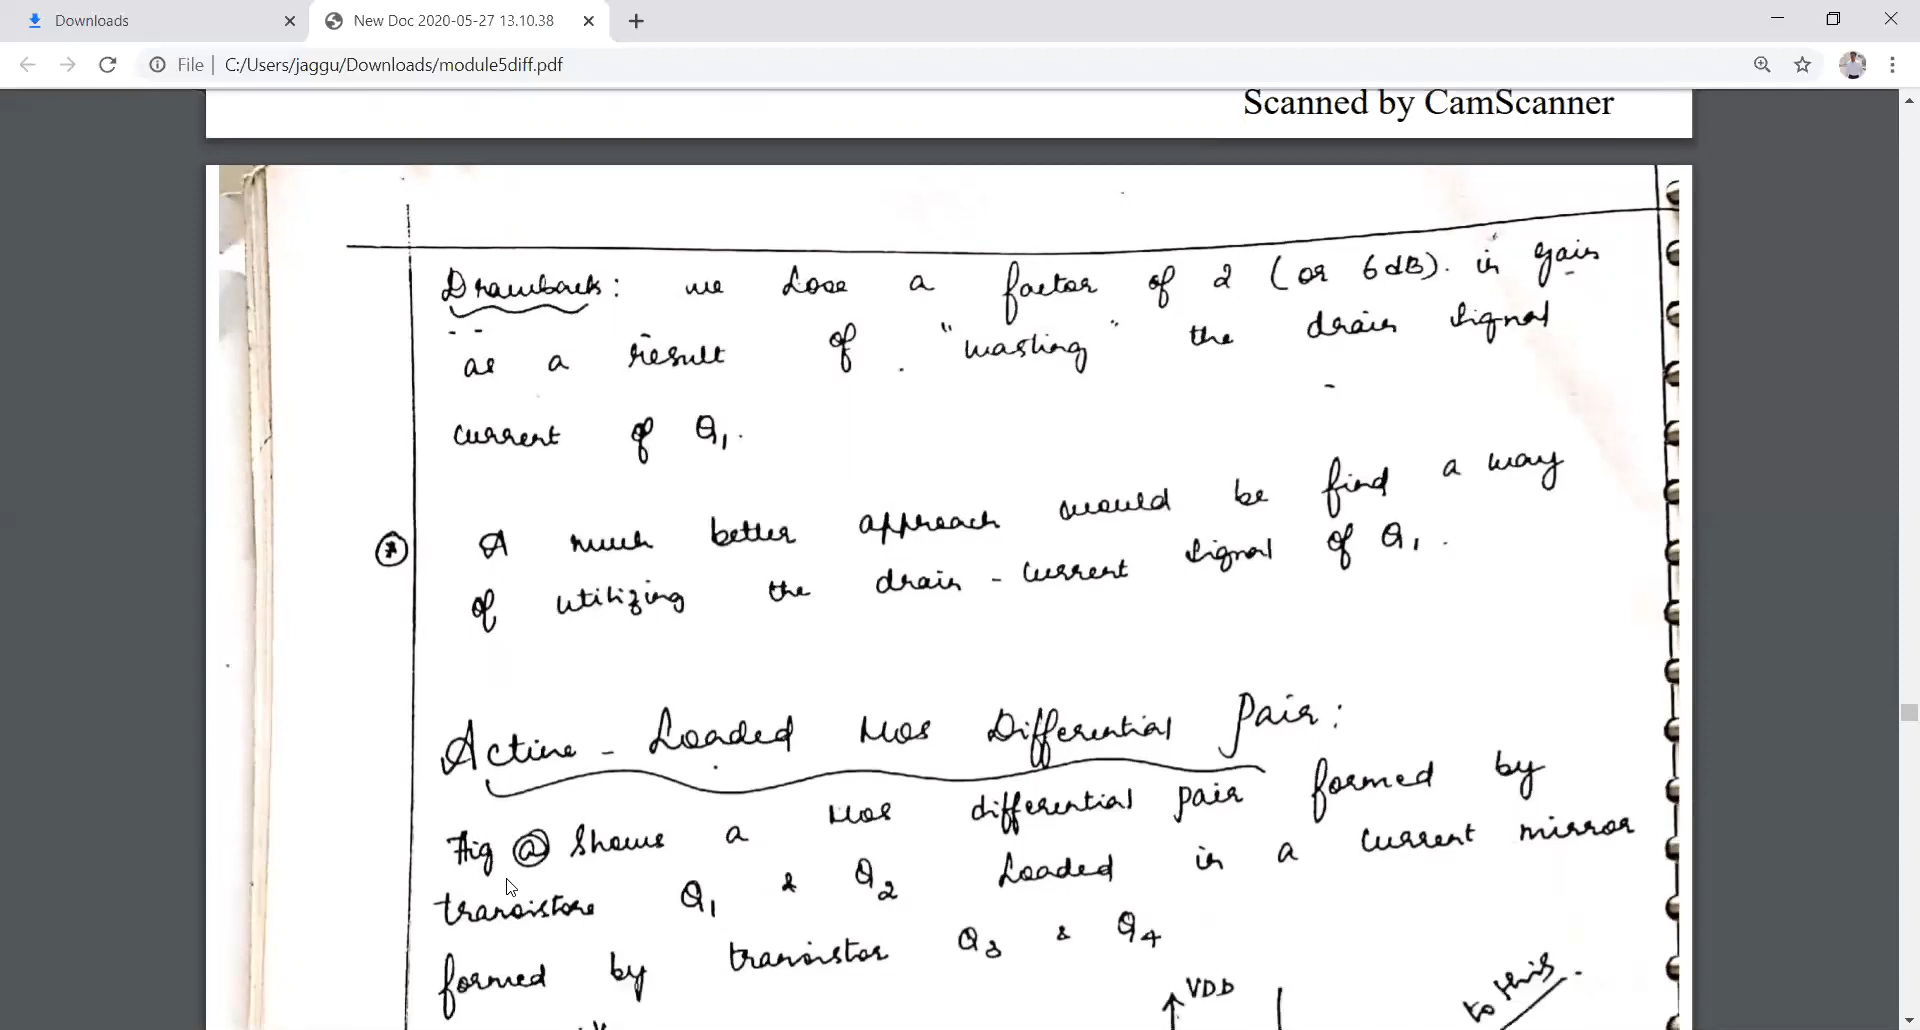 Downloads
New Doc 2020-05-27 13.10.38
File | C:/Users/jaggu/Downloads/module5diff.pdf
Scanned by CamScanner
Drawback: we lose a factor of 2 (or 6dB). in gain
as a result of "wasting" the drain signal
current of Q1.
* A much better approach would be find a way
of utilizing the drain - current signal of Q1.
Active - Loaded MOS Differential Pair:
Fig (a) Shows a MOS differential pair formed by
transistors Q1 & Q2 loaded in a current mirror
formed by transistor Q3 & Q4
VDD
to this.